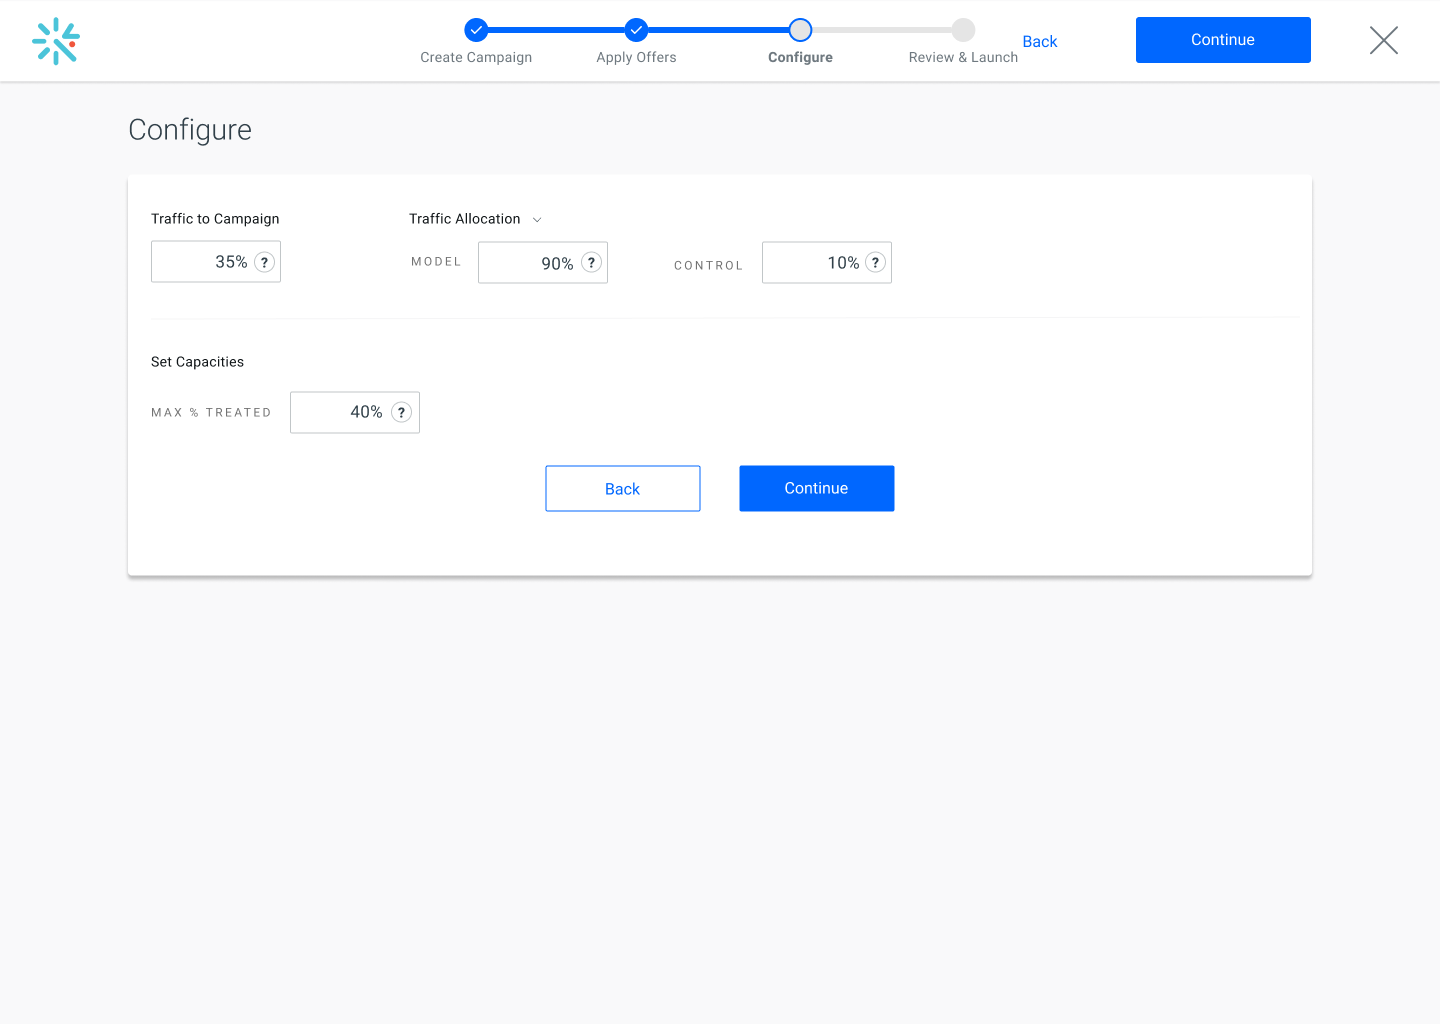 Create Campaign
Apply Offers
Configure
Review & Launch
Back
Continue
Configure
Traffic to Campaign
Traffic Allocation
35% ?
MODEL
90% ?
CONTROL
10% ?
Set Capacities
MAX % TREATED
40% ?
Back
Continue